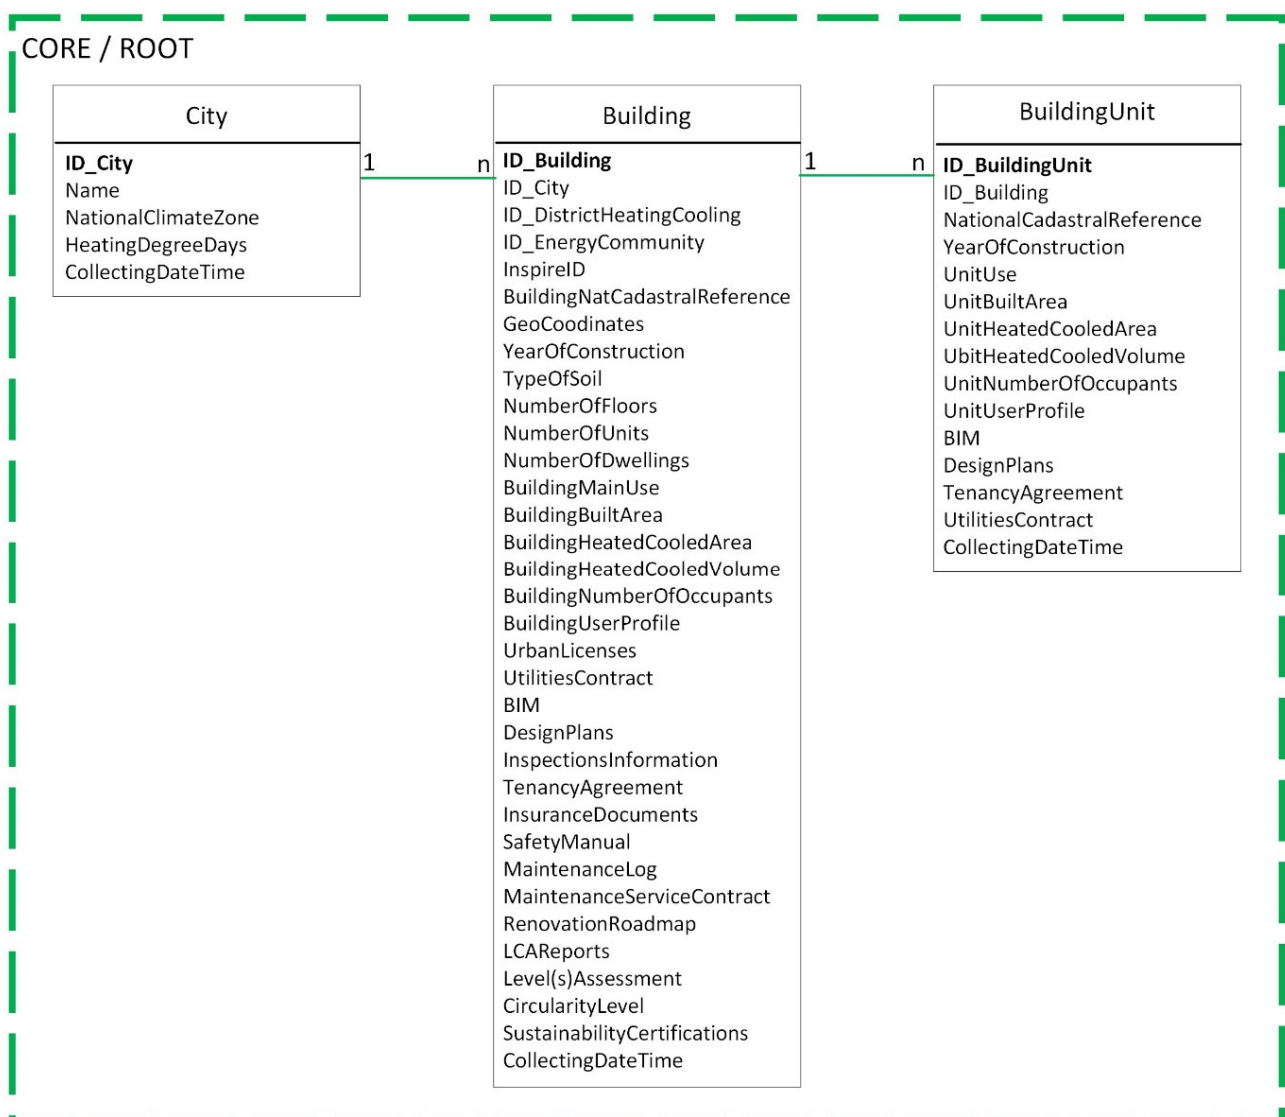 CORE / ROOT
City
ID_City
Name
NationalClimateZone
HeatingDegreeDays
CollectingDateTime
1
n
Building
ID_Building
ID_City
ID_DistrictHeatingCooling
ID_EnergyCommunity
InspireID
BuildingNatCadastralReference
GeoCoodinates
YearOfConstruction
TypeOfSoil
NumberOfFloors
NumberOfUnits
NumberOfDwellings
BuildingMainUse
BuildingBuiltArea
BuildingHeatedCooledArea
BuildingHeatedCooledVolume
BuildingNumberOfOccupants
BuildingUserProfile
UrbanLicenses
UtilitiesContract
BIM
DesignPlans
InspectionsInformation
TenancyAgreement
InsuranceDocuments
SafetyManual
MaintenanceLog
MaintenanceServiceContract
RenovationRoadmap
LCAReports
Level(s)Assessment
CircularityLevel
SustainabilityCertifications
CollectingDateTime
1
n
BuildingUnit
ID_BuildingUnit
ID_Building
NationalCadastralReference
YearOfConstruction
UnitUse
UnitBuiltArea
UnitHeatedCooledArea
UbitHeatedCooledVolume
UnitNumberOfOccupants
UnitUserProfile
BIM
DesignPlans
TenancyAgreement
UtilitiesContract
CollectingDateTime